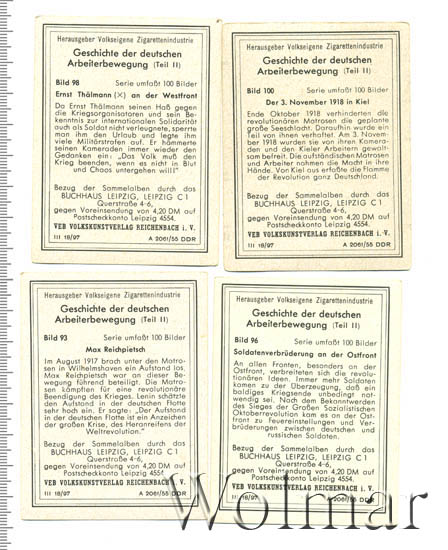 Herausgeber Volkseigene Zigarettenindustrie
Geschichte der deutschen
Arbeiterbewegung (Teil II)
Bild 98 Serie umfaßt 100 Bilder
Ernst Thälmann (×) an der Westfront
Da Ernst Thälmann seinen Haß gegen
die Kriegsgewinnler und sein Be-
kenntnis zur internationalen Solidarität
auch als Soldat nicht verleugnete, sperrte
man ihm den Urlaub und legte ihm
viele Militärstrafen auf. Er hämmerte
seinen Kameraden immer wieder den
Gedanken ein: „Das Volk muß den
Krieg beenden, wenn es nicht in Blut
und Chaos untergehen will!"
Bezug der Sammelalben durch das
BUCHHAUS LEIPZIG, LEIPZIG C 1
Querstraße 4-6,
gegen Voreinsendung von 4,20 DM auf
Postscheckkonto Leipzig 4554.
VEB VOLKSKUNSTVERLAG REICHENBACH i. V.
III 18/97 A 2061/55 DDR
Herausgeber Volkseigene Zigarettenindustrie
Geschichte der deutschen
Arbeiterbewegung (Teil II)
Bild 100 Serie umfaßt 100 Bilder
Der 3. November 1918 in Kiel
Ende Oktober 1918 verhinderten die
revolutionären Matrosen die geplante
große Seeschlacht. Daraufhin wurde ein
Teil von ihnen verhaftet. Am 3. Novem-
ber 1918 wurden sie von ihren Kamera-
den und den Kieler Arbeitern gewalt-
sam befreit. Die aufständischen Matrosen
und Arbeiter nahmen die Macht in ihre
Hände. Von Kiel aus erfaßte die Flamme
der Revolution ganz Deutschland.
Bezug der Sammelalben durch das
BUCHHAUS LEIPZIG, LEIPZIG C 1
Querstraße 4-6,
gegen Voreinsendung von 4,20 DM auf
Postscheckkonto Leipzig 4554.
VEB VOLKSKUNSTVERLAG REICHENBACH i. V.
III 18/97 A 2061/55 DDR
Herausgeber Volkseigene Zigarettenindustrie
Geschichte der deutschen
Arbeiterbewegung (Teil II)
Bild 93 Serie umfaßt 100 Bilder
Max Reichpietsch
Im August 1917 brach unter den Matro-
sen in Wilhelmshaven ein Aufstand los.
Max Reichpietsch war an dieser Be-
wegung führend beteiligt. Die Matro-
sen kämpften für eine revolutionäre
Beendigung des Krieges. Lenin schätzte
den Aufstand in der deutschen Flotte
sehr hoch ein. Er sagte: „Der Aufstand
in der deutschen Flotte ist ein Anzeichen
der großen Krise, des Heranreifens der
Weltrevolution."
Bezug der Sammelalben durch das
BUCHHAUS LEIPZIG, LEIPZIG C 1
Querstraße 4-6,
gegen Voreinsendung von 4,20 DM auf
Postscheckkonto Leipzig 4554.
VEB VOLKSKUNSTVERLAG REICHENBACH i. V.
III 18/97 A 2061/55 DDR
Herausgeber Volkseigene Zigarettenindustrie
Geschichte der deutschen
Arbeiterbewegung (Teil II)
Bild 96 Serie umfaßt 100 Bilder
Soldatenverbrüderung an der Ostfront
An allen Fronten, besonders an der
Ostfront, verbreiteten sich die revolu-
tionären Ideen. Immer mehr Soldaten
kamen zu der Überzeugung, daß ein
baldiges Kriegsende unbedingt not-
wendig sei. Nach dem Bekanntwerden
des Sieges der Großen Sozialistischen
Oktoberrevolution kam es an der Ost-
front zu Feuereinstellungen und Ver-
brüderungen zwischen deutschen und
russischen Soldaten.
Bezug der Sammelalben durch das
BUCHHAUS LEIPZIG, LEIPZIG C 1
Querstraße 4-6,
gegen Voreinsendung von 4,20 DM auf
Postscheckkonto Leipzig 4554.
VEB VOLKSKUNSTVERLAG REICHENBACH i. V.
III 18/97 A 2061/55 DDR
Wolmar